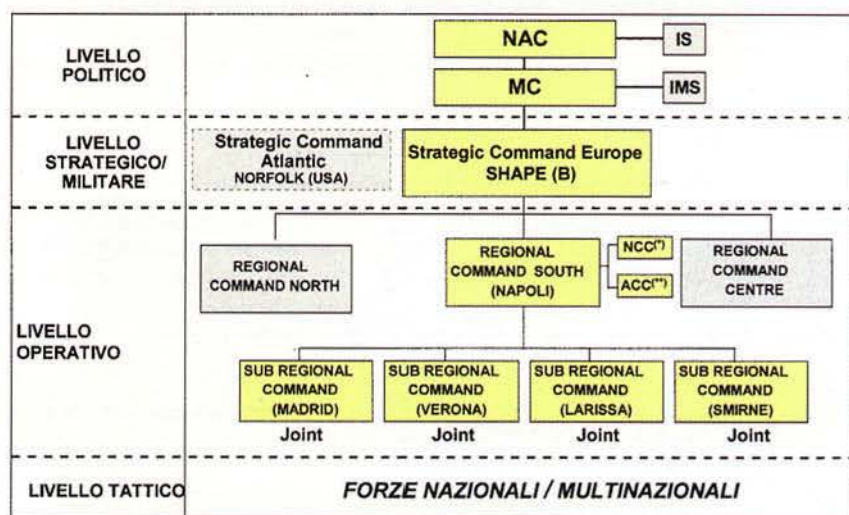 LIVELLO
POLITICO
NAC
IS
MC
IMS
LIVELLO
STRATEGICO/
MILITARE
Strategic Command
Atlantic
NORFOLK (USA)
Strategic Command Europe
SHAPE (B)
LIVELLO
OPERATIVO
REGIONAL
COMMAND NORTH
REGIONAL
COMMAND SOUTH
(NAPOLI)
NCC(*)
ACC(**)
REGIONAL
COMMAND
CENTRE
SUB REGIONAL
COMMAND
(MADRID)
Joint
SUB REGIONAL
COMMAND
(VERONA)
Joint
SUB REGIONAL
COMMAND
(LARISSA)
Joint
SUB REGIONAL
COMMAND
(SMIRNE)
Joint
LIVELLO TATTICO
FORZE NAZIONALI / MULTINAZIONALI